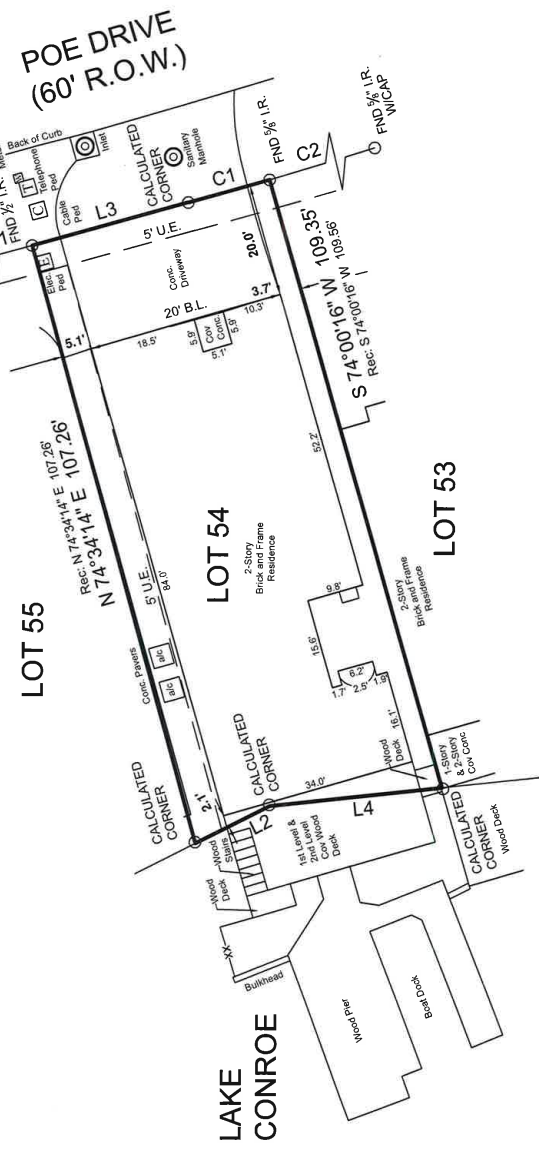 POE DRIVE
(60' R.O.W.)
Back of Curb
Inlet
FND ½" I.R.
Telephone
Ped
T
C
Cable
Ped
CALCULATED
CORNER
Sanitary
Manhole
FND ⅝" I.R.
C2
FND ⅝" I.R.
W/CAP
L3
C1
5' U.E.
E
Elec.
Ped
Conc.
Driveway
20.0'
20' B.L.
3.7'
10.3'
5.1'
18.5'
5.9'
Cov
Conc.
5.9'
5.1'
S 74°00'16" W 109.35'
Rec: S 74°00'16" W 109.56'
Rec: N 74°34'14" E 107.26'
N 74°34'14" E 107.26'
52.2'
LOT 55
LOT 54
2-Story
Brick and Frame
Residence
LOT 53
5' U.E.
84.0'
2-Story
Brick and Frame
Residence
9.8'
15.6'
Conc. Pavers
a/c
a/c
6.2'
1.7'
2.5'
1.9'
16.1'
CALCULATED
CORNER
CALCULATED
CORNER
2.1'
34.0'
Wood
Deck
1-Story
& 2-Story
Cov Conc
L2
L4
Wood
Stairs
Wood
Deck
1st Level &
2nd Level
Cov Wood
Deck
CALCULATED
CORNER
Wood Deck
XX
Bulkhead
Wood Pier
Boat Dock
LAKE
CONROE